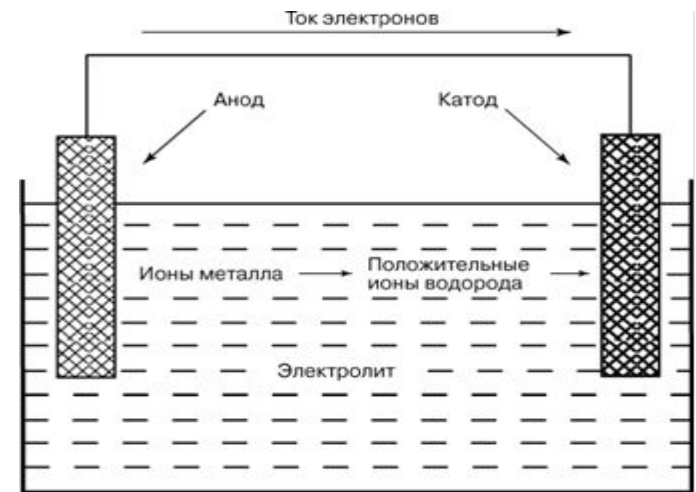 Ток электронов
Анод
Катод
Ионы металла
Положительные
ионы водорода
Электролит